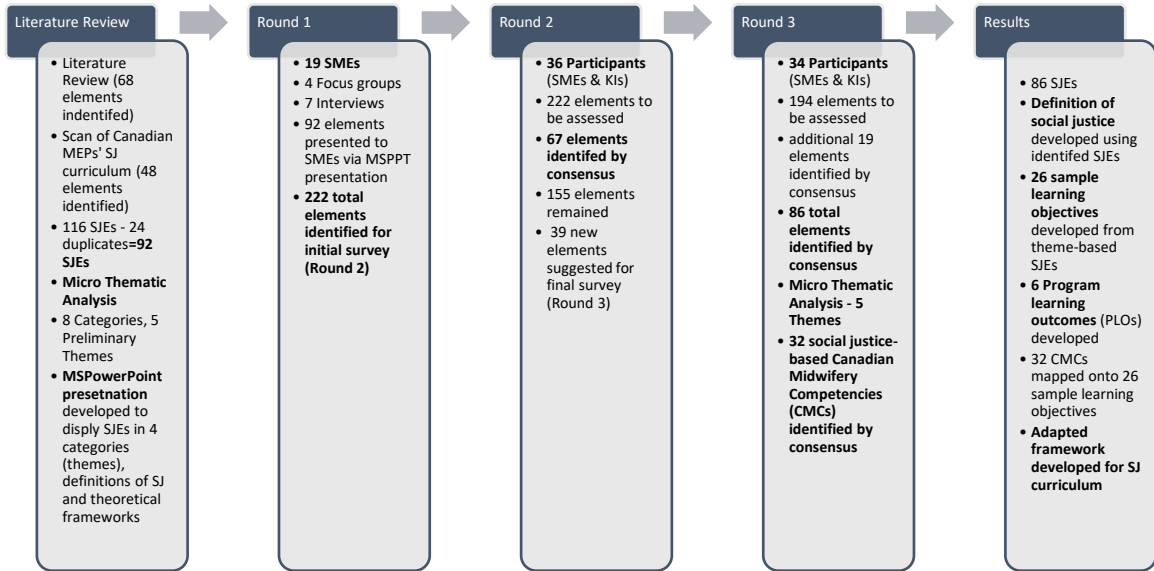 Literature Review
• Literature
Review (68
elements
indentifed)
• Scan of Canadian
MEPs' SJ
curriculum (48
elements
identified)
• 116 SJEs - 24
duplicates=92
SJEs
• Micro Thematic
Analysis
• 8 Categories, 5
Preliminary
Themes
• MSPowerPoint
presetnation
developed to
disply SJEs in 4
categories
(themes),
definitions of SJ
and theoretical
frameworks
Round 1
• 19 SMEs
• 4 Focus groups
• 7 Interviews
• 92 elements
presented to
SMEs via MSPPT
presentation
• 222 total
elements
identified for
initial survey
(Round 2)
Round 2
• 36 Participants
(SMEs & KIs)
• 222 elements to
be assessed
• 67 elements
identifed by
consensus
• 155 elements
remained
• 39 new
elements
suggested for
final survey
(Round 3)
Round 3
• 34 Participants
(SMEs & KIs)
• 194 elements to
be assessed
• additional 19
elements
identified by
consensus
• 86 total
elements
identified by
consensus
• Micro Thematic
Analysis - 5
Themes
• 32 social justice-
based Canadian
Midwifery
Competencies
(CMCs)
identified by
consensus
Results
• 86 SJEs
• Definition of
social justice
developed using
identifed SJEs
• 26 sample
learning
objectives
developed from
theme-based
SJEs
• 6 Program
learning
outcomes (PLOs)
developed
• 32 CMCs
mapped onto 26
sample learning
objectives
• Adapted
framework
developed for SJ
curriculum